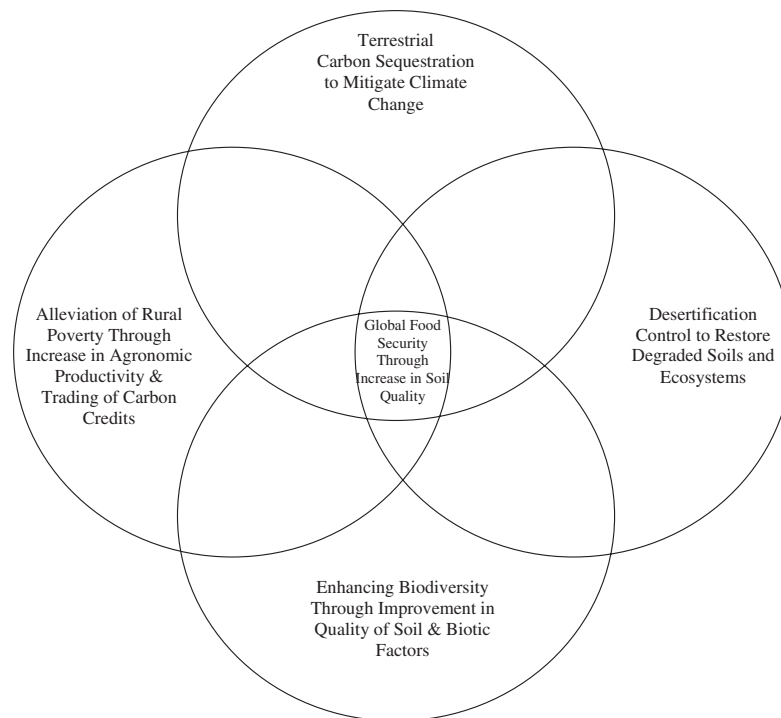 Terrestrial
Carbon Sequestration
to Mitigate Climate
Change
Alleviation of Rural
Poverty Through
Increase in Agronomic
Productivity &
Trading of Carbon
Credits
Global Food
Security
Through
Increase in Soil
Quality
Desertification
Control to Restore
Degraded Soils and
Ecosystems
Enhancing Biodiversity
Through Improvement in
Quality of Soil & Biotic
Factors